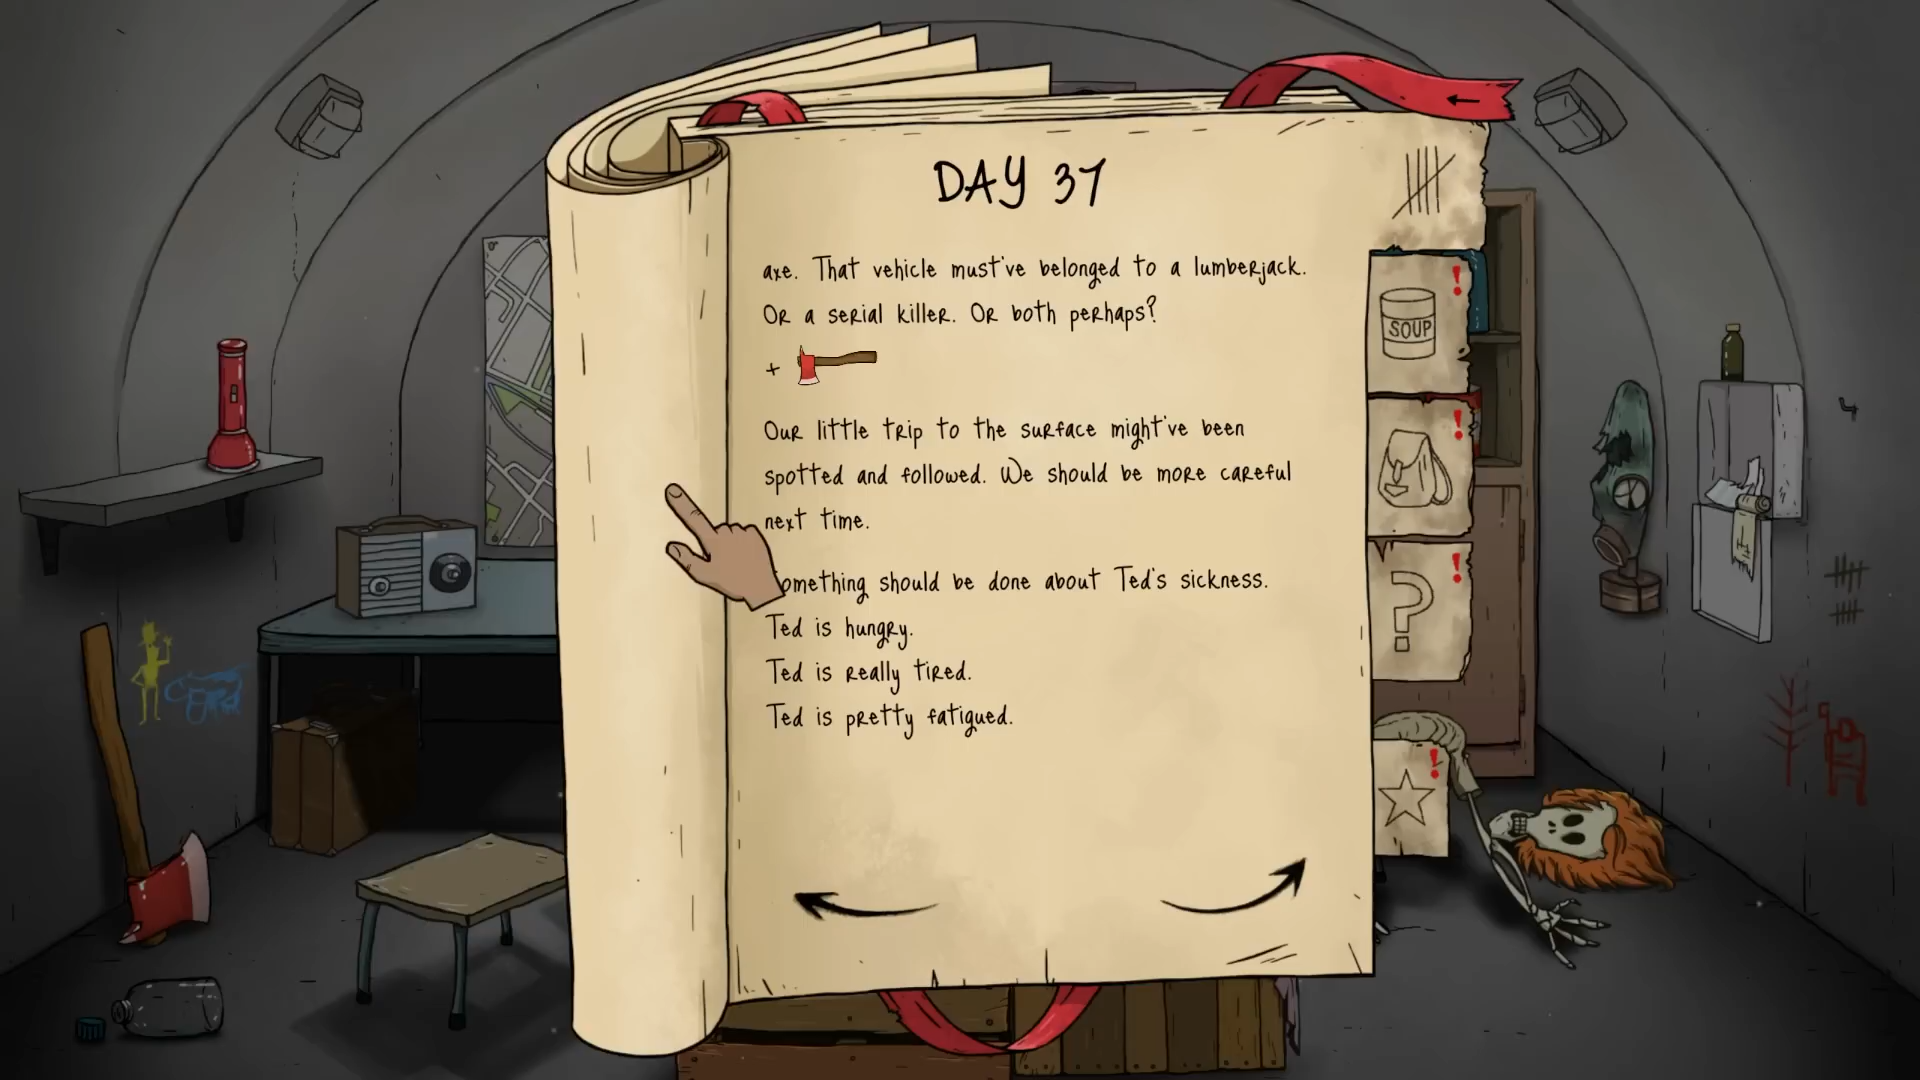 DAY 37
axe. That vehicle must've belonged to a lumberjack.
Or a serial killer. Or both perhaps?
+
Our little trip to the surface might've been
spotted and followed. We should be more careful
next time.
omething should be done about Ted's sickness.
Ted is hungry.
Ted is really tired.
Ted is pretty fatigued.
SOUP
!
!
?
!
!